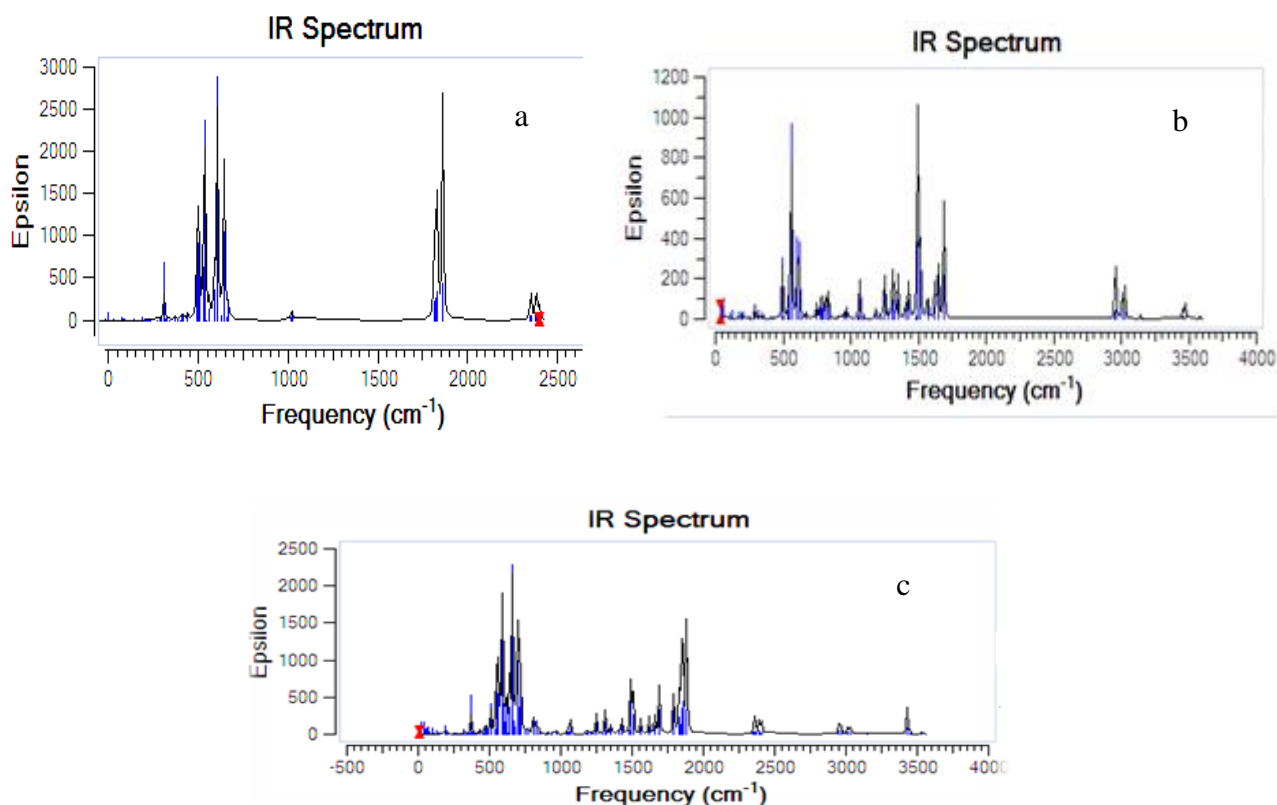 IR Spectrum
3000
2500
2000
1500
1000
500
0
Epsilon
a
0 500 1000 1500 2000 2500
Frequency (cm-1)
IR Spectrum
1200
1000
800
600
400
200
0
Epsilon
b
0 500 1000 1500 2000 2500 3000 3500 4000
Frequency (cm-1)
IR Spectrum
2500
2000
1500
1000
500
0
Epsilon
c
-500 0 500 1000 1500 2000 2500 3000 3500 4000
Frequency (cm-1)